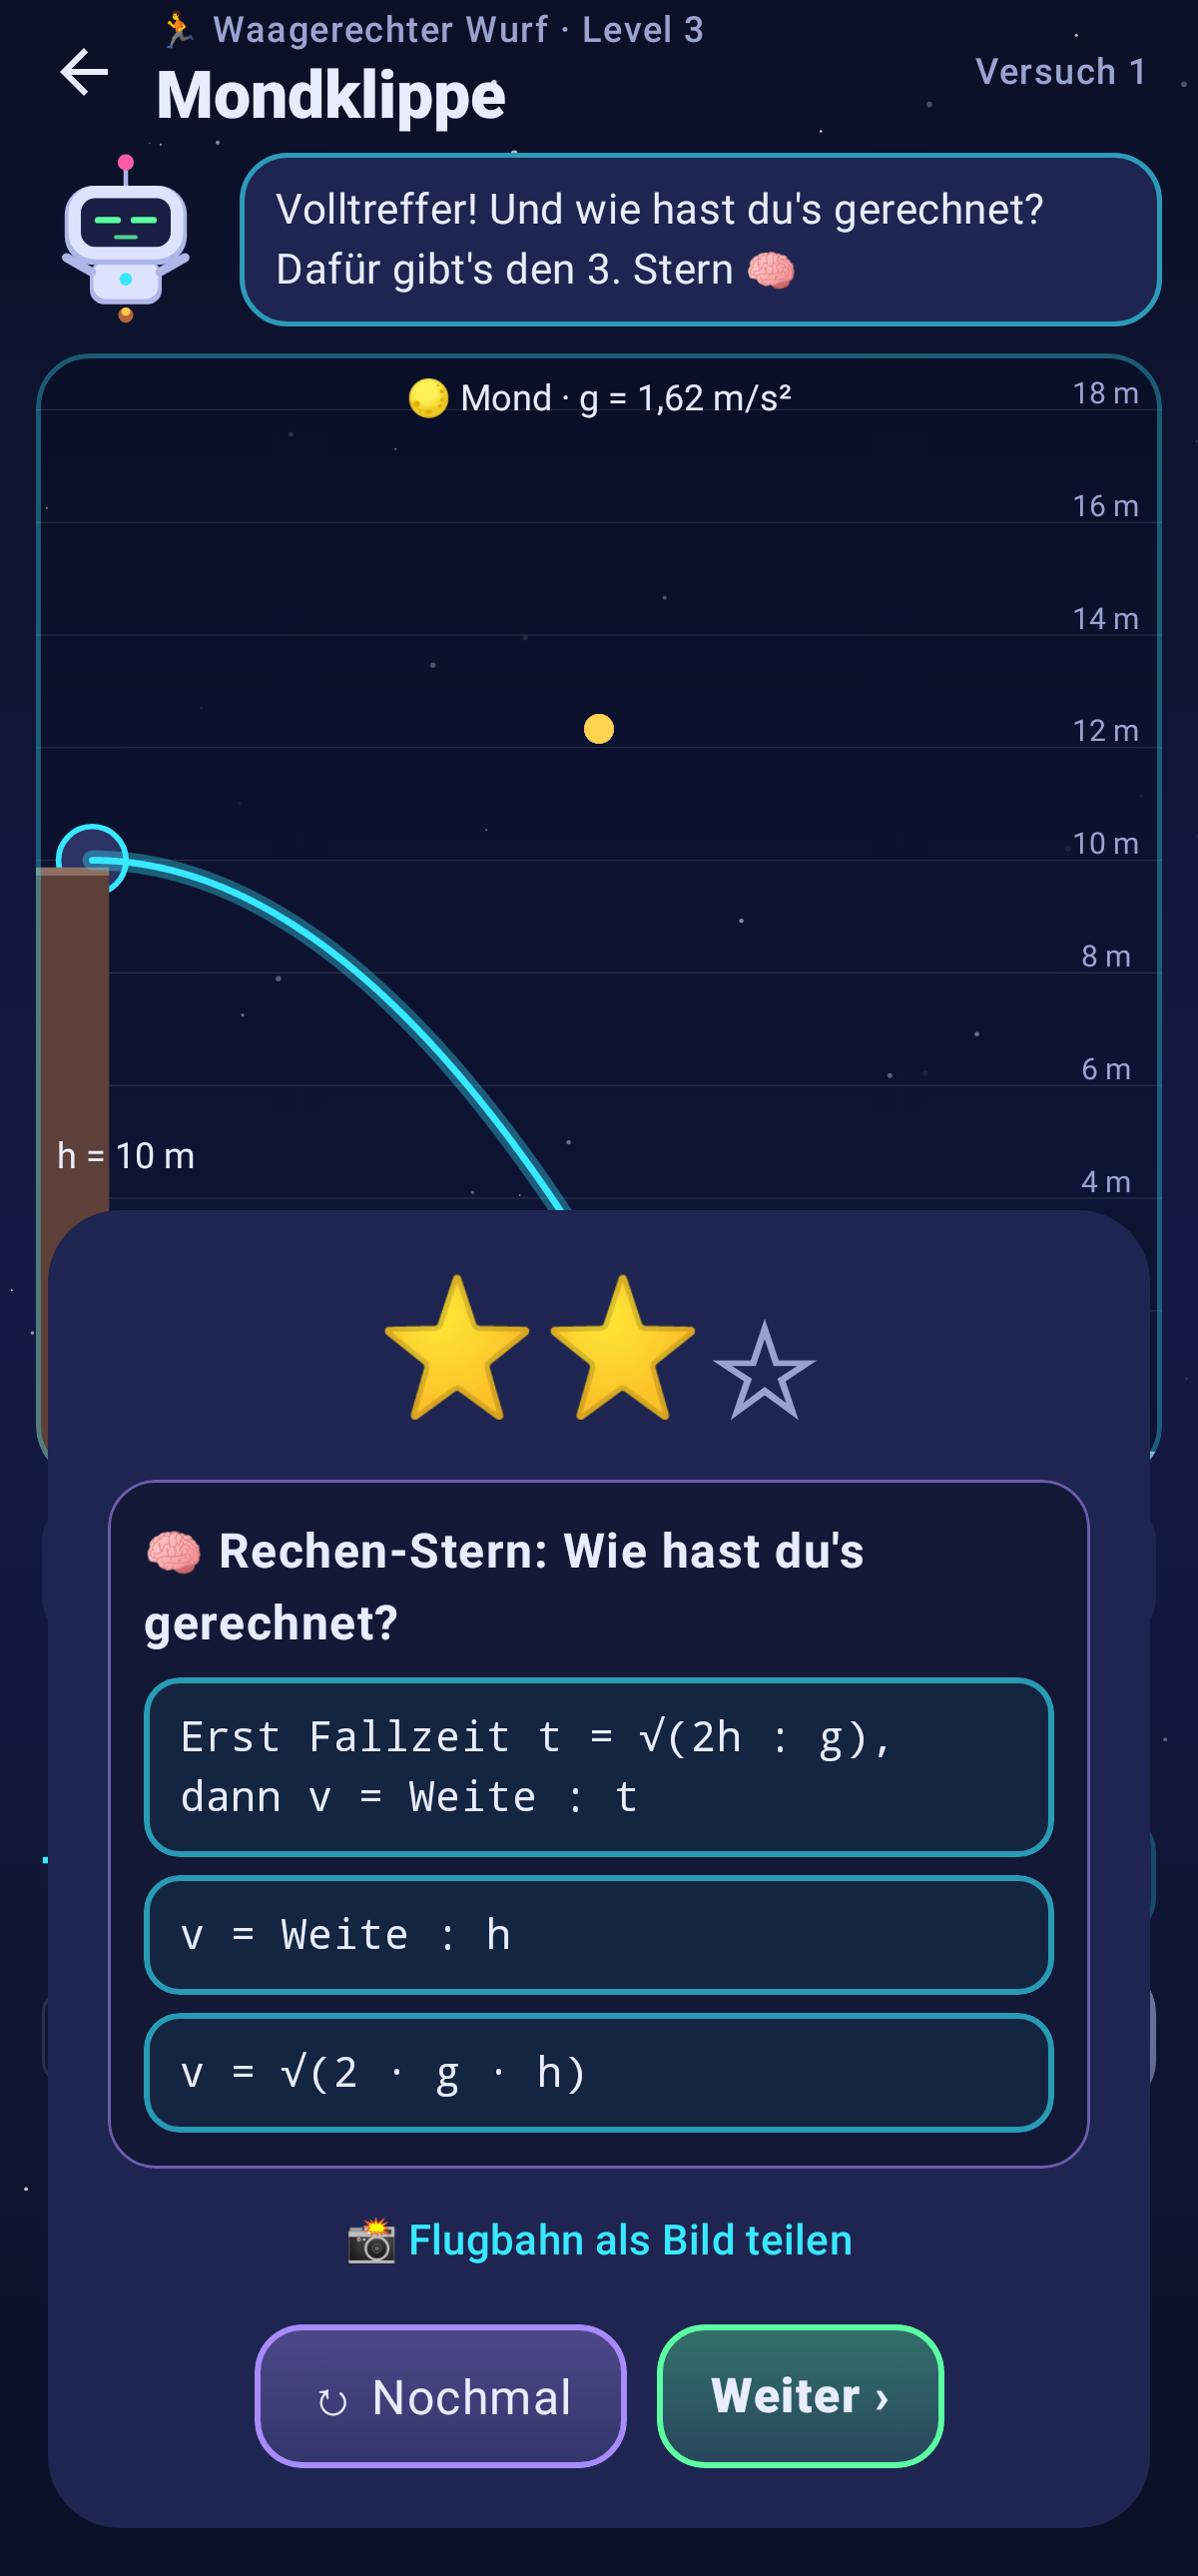 🏃 Waagerechter Wurf · Level 3
Mondklippe
Versuch 1
Volltreffer! Und wie hast du's gerechnet?
Dafür gibt's den 3. Stern 🧠
Mond · g = 1,62 m/s²
18 m
16 m
14 m
12 m
10 m
8 m
6 m
h = 10 m
4 m
🧠 Rechen-Stern: Wie hast du's
gerechnet?
Erst Fallzeit t = √(2h : g),
dann v = Weite : t
v = Weite : h
v = √(2 · g · h)
📸 Flugbahn als Bild teilen
↻ Nochmal
Weiter ›